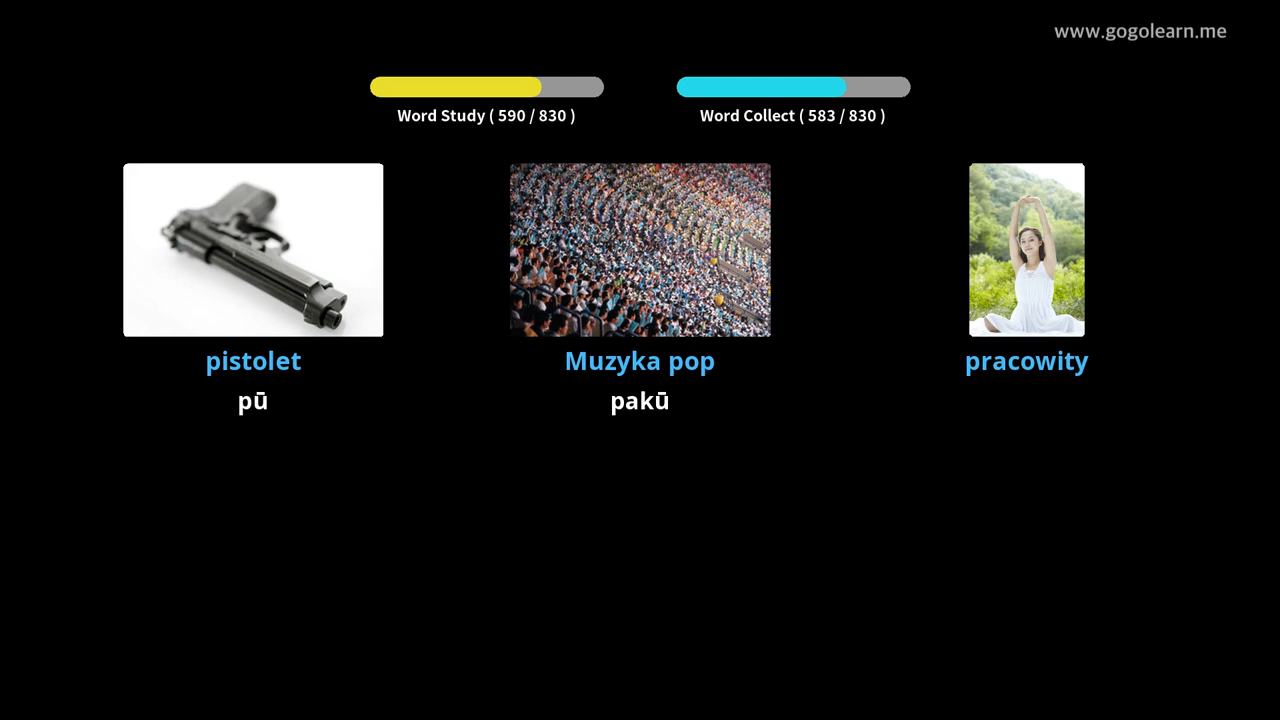 www.gogolearn.me
Word Study ( 590 / 830 )
Word Collect ( 583 / 830 )
pistolet
Muzyka pop
pracowity
pū
pakū